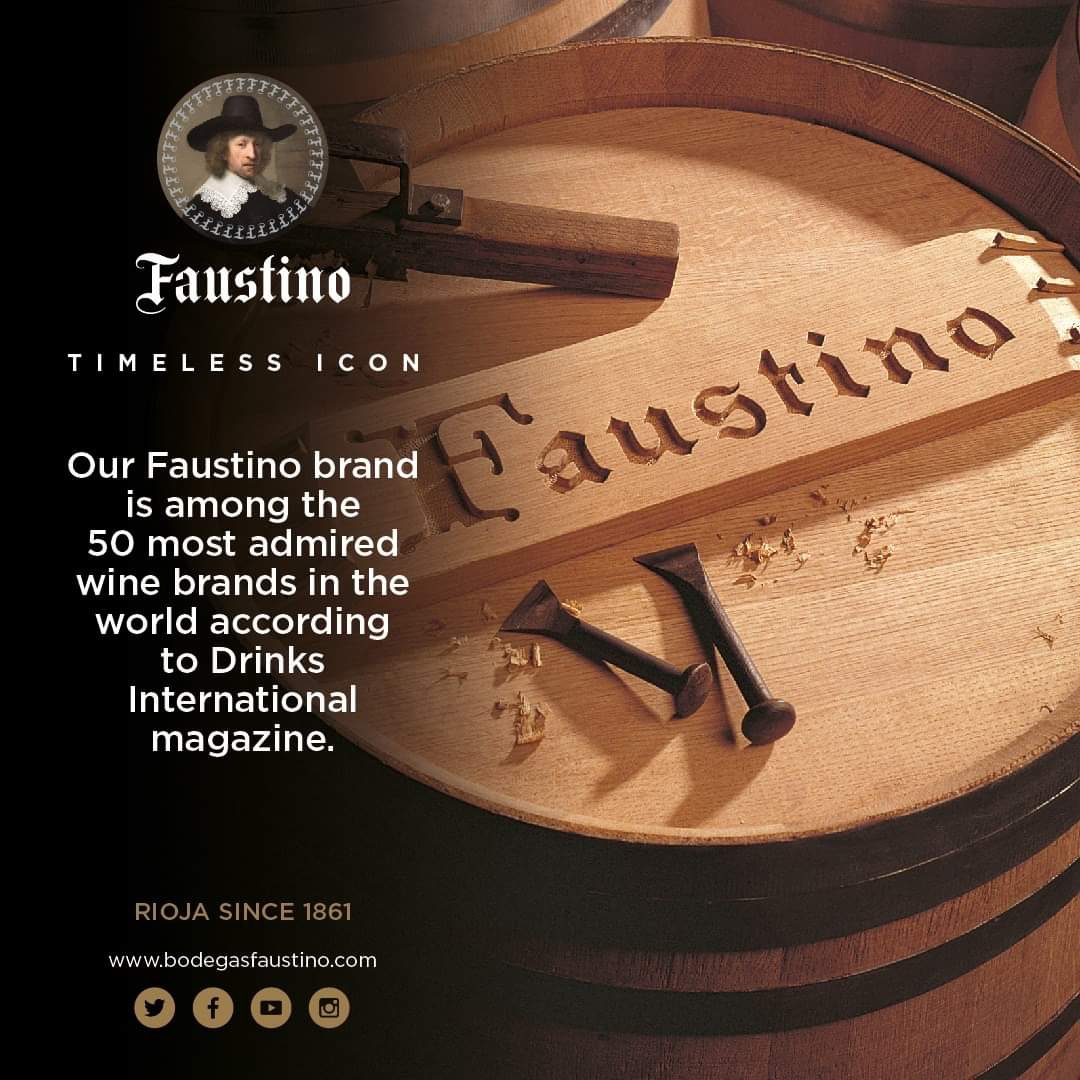 Faustino
TIMELESS ICON
Our Faustino brand
is among the
50 most admired
wine brands in the
world according
to Drinks
International
magazine.
RIOJA SINCE 1861
www.bodegasfaustino.com
Faustino